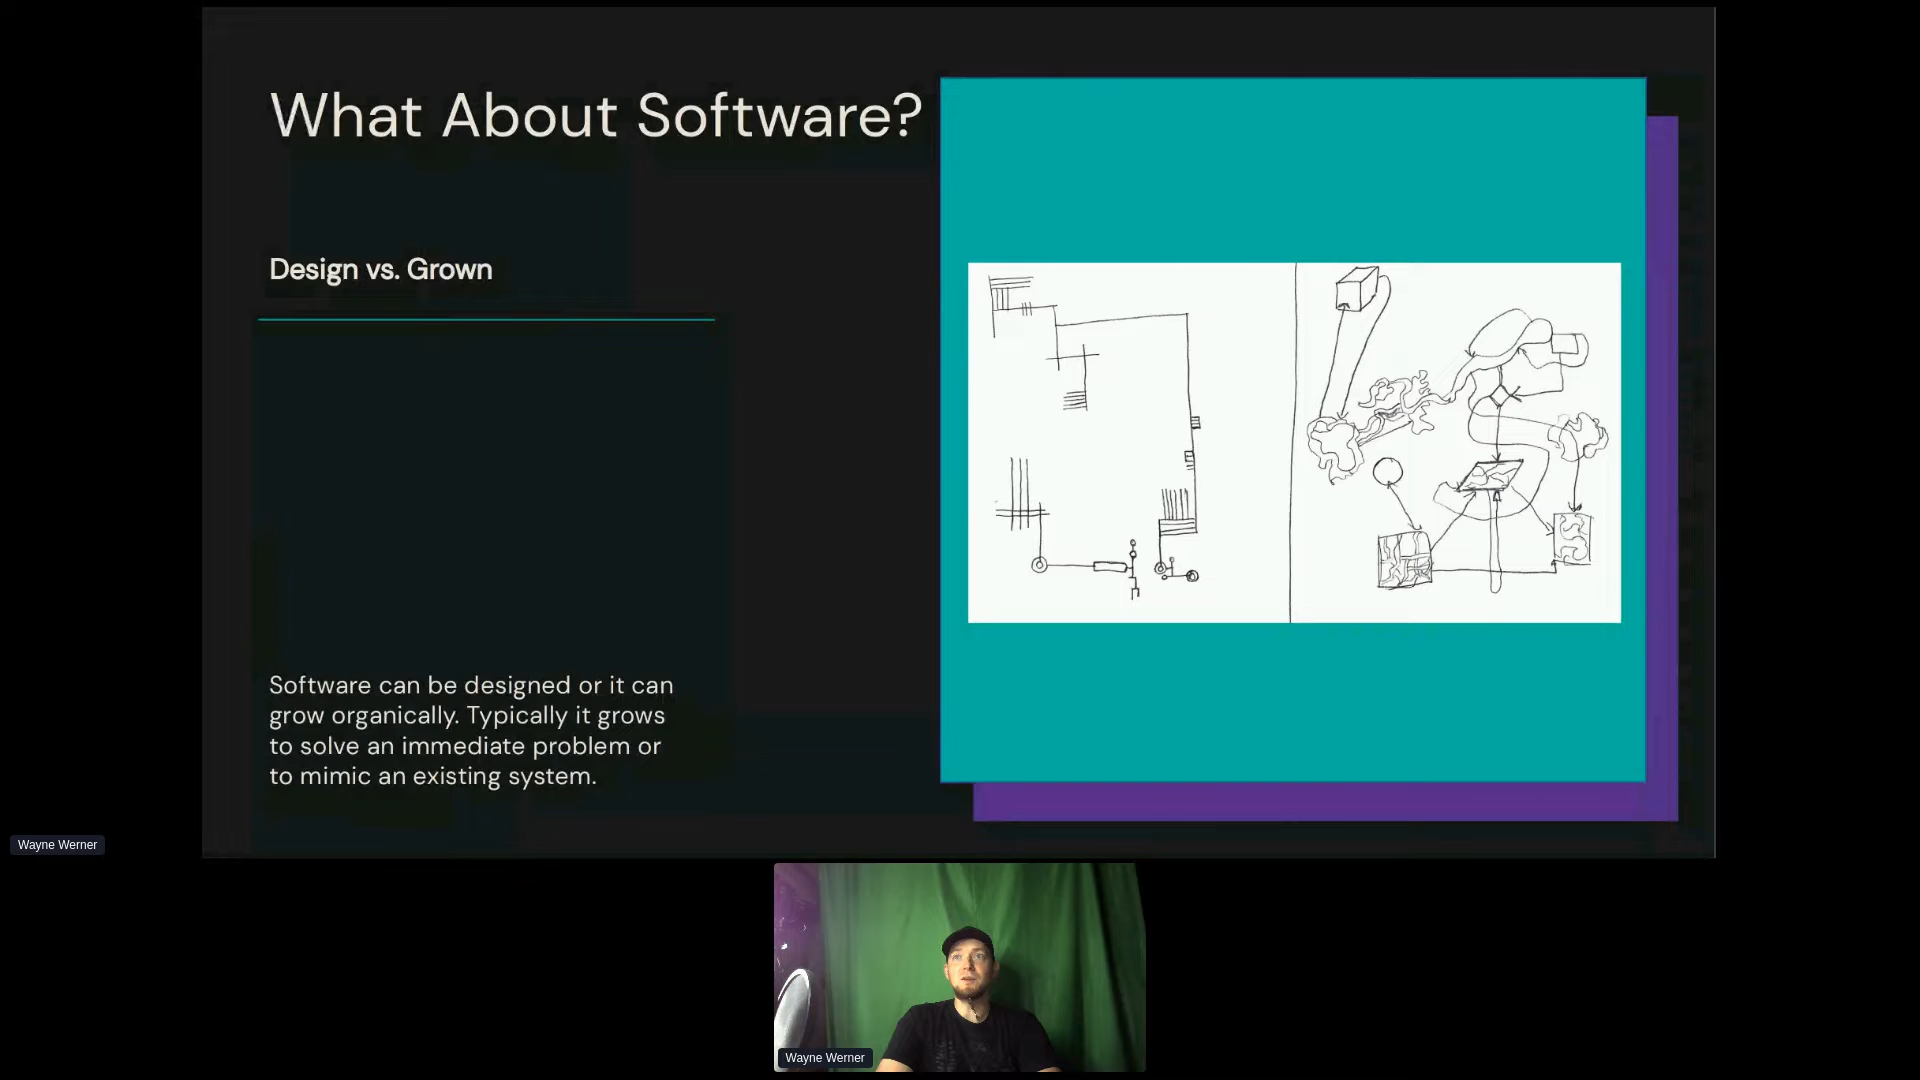 What About Software?
Design vs. Grown
Software can be designed or it can
grow organically. Typically it grows
to solve an immediate problem or
to mimic an existing system.
Wayne Werner
Wayne Werner